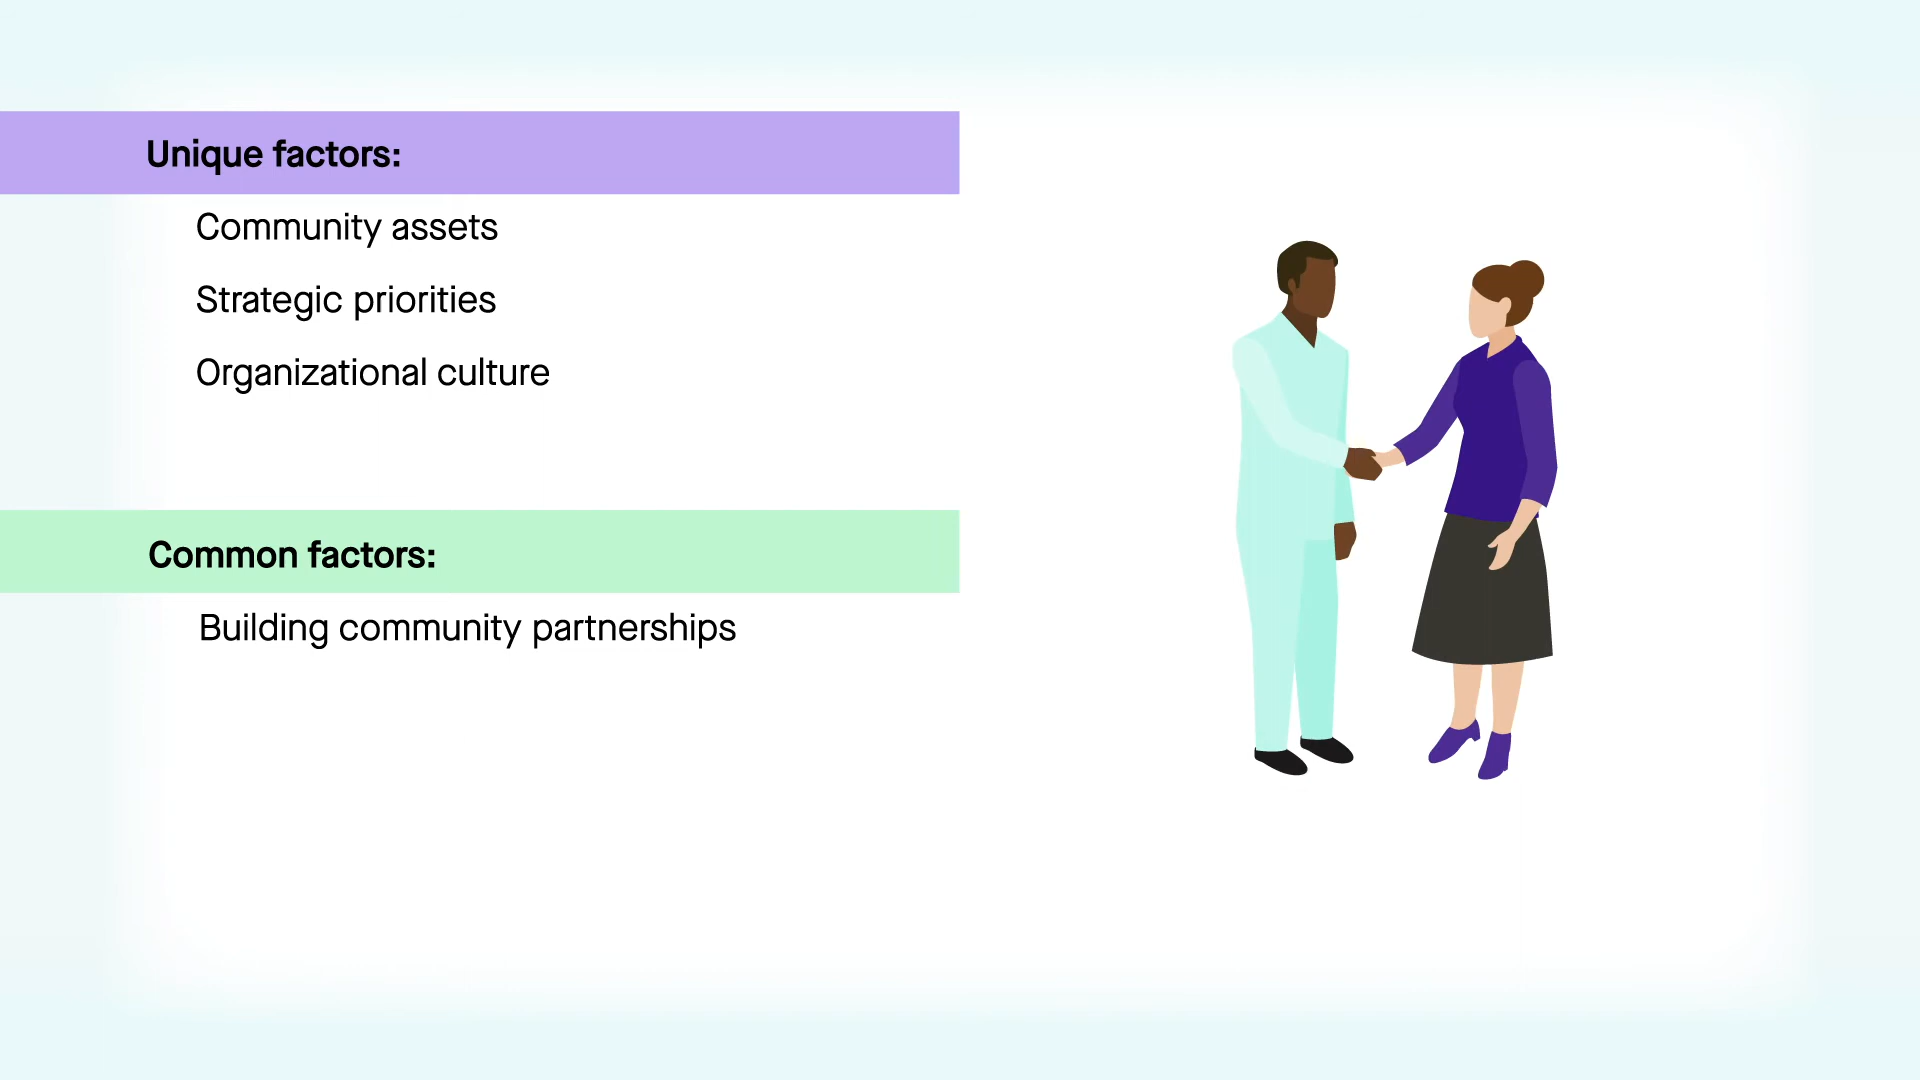 Unique factors:
Community assets
Strategic priorities
Organizational culture
Common factors:
Building community partnerships